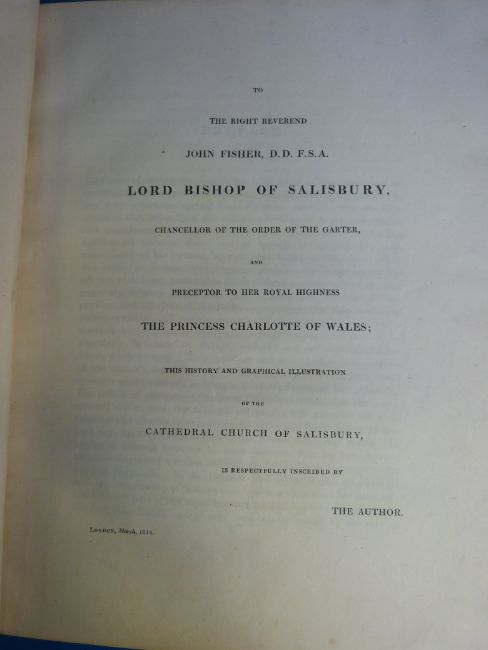 TO
THE RIGHT REVEREND
JOHN FISHER, D.D. F.S.A.
LORD BISHOP OF SALISBURY,
CHANCELLOR OF THE ORDER OF THE GARTER,
AND
PRECEPTOR TO HER ROYAL HIGHNESS
THE PRINCESS CHARLOTTE OF WALES;
THIS HISTORY AND GRAPHICAL ILLUSTRATION
OF THE
CATHEDRAL CHURCH OF SALISBURY,
IS RESPECTFULLY INSCRIBED BY
THE AUTHOR.
London, March,